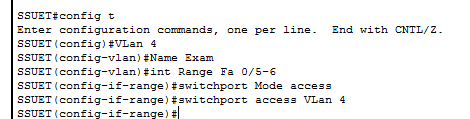 SSUET#config t
Enter configuration commands, one per line.  End with CNTL/Z.
SSUET(config)#VLan 4
SSUET(config-vlan)#Name Exam
SSUET(config-vlan)#int Range Fa 0/5-6
SSUET(config-if-range)#switchport Mode access
SSUET(config-if-range)#switchport access VLan 4
SSUET(config-if-range)#